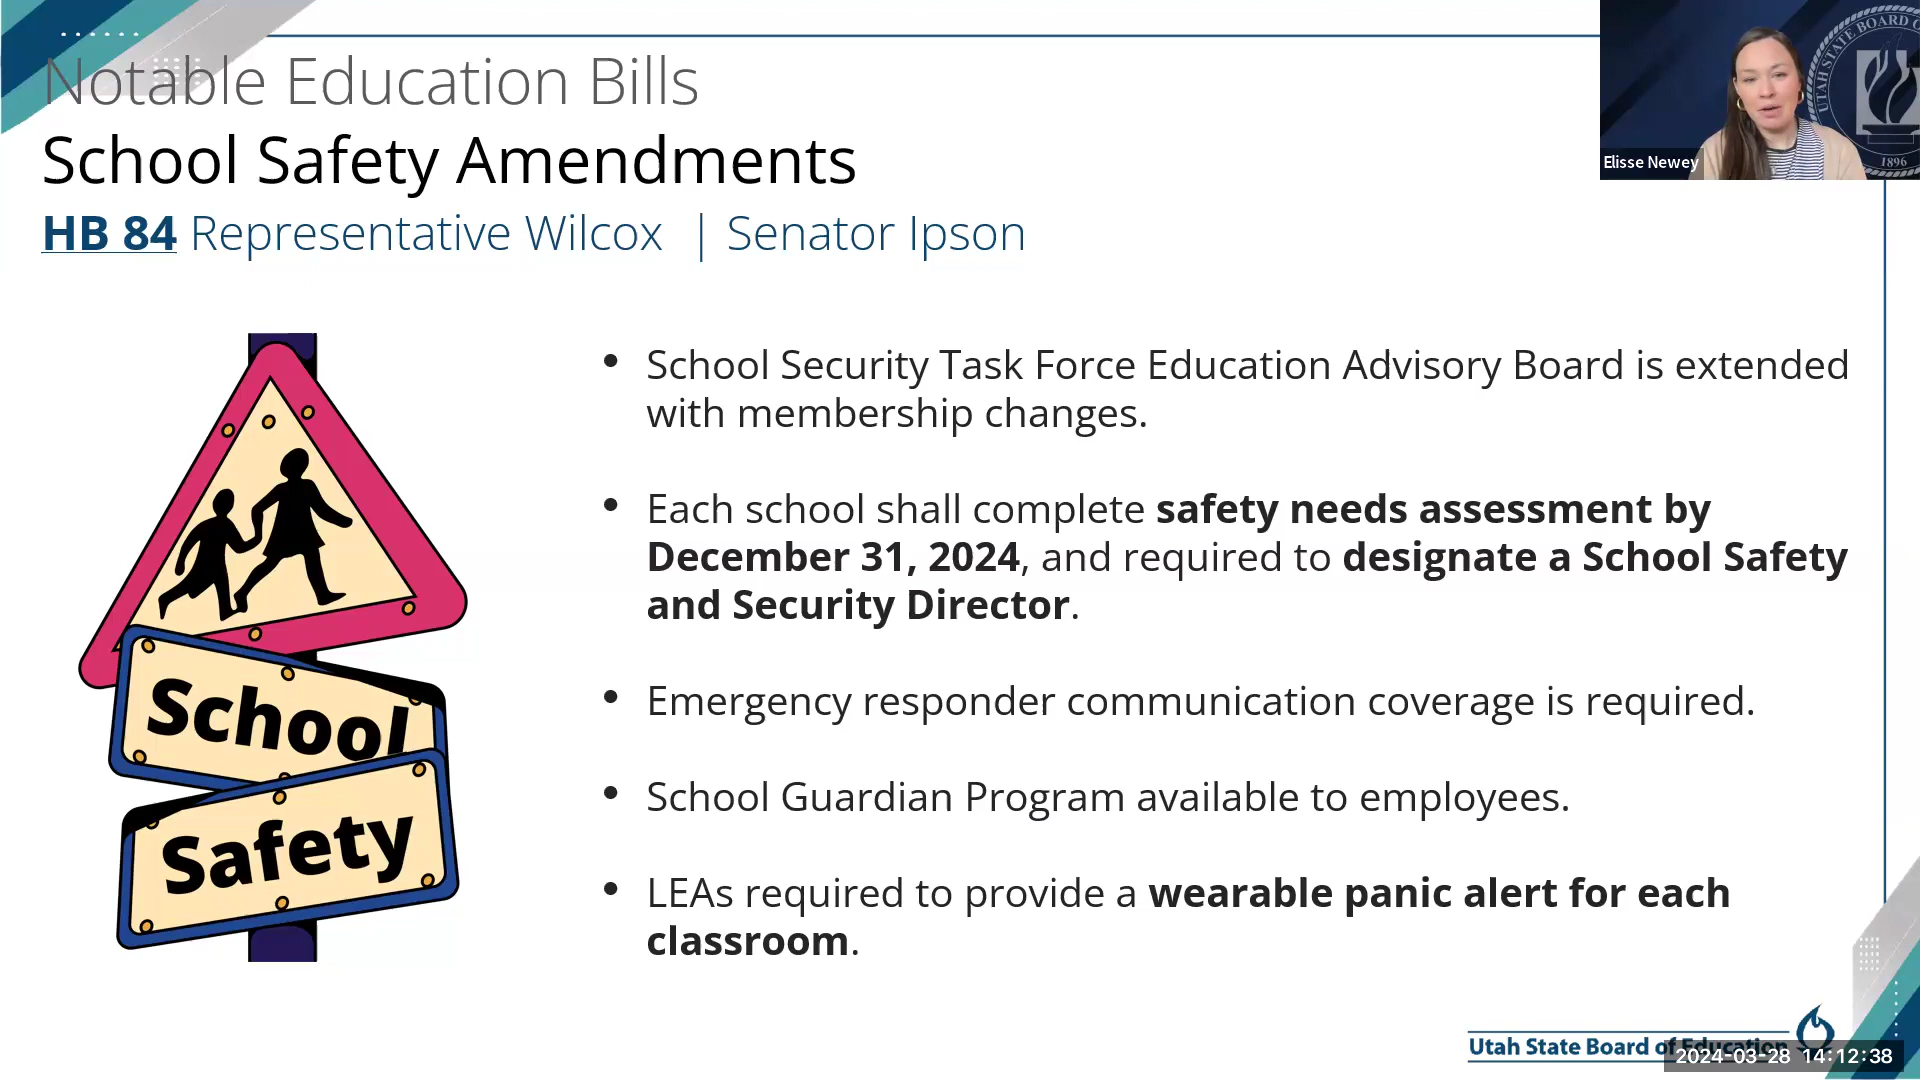 Notable Education Bills
School Safety Amendments
HB 84 Representative Wilcox | Senator Ipson
UTAH STATE BOARD O
1896
Elisse Newey
School
Safety
• School Security Task Force Education Advisory Board is extended
with membership changes.
• Each school shall complete safety needs assessment by
December 31, 2024, and required to designate a School Safety
and Security Director.
• Emergency responder communication coverage is required.
• School Guardian Program available to employees.
• LEAs required to provide a wearable panic alert for each
classroom.
Utah State Board of Education
2024-03-28 14:12:38